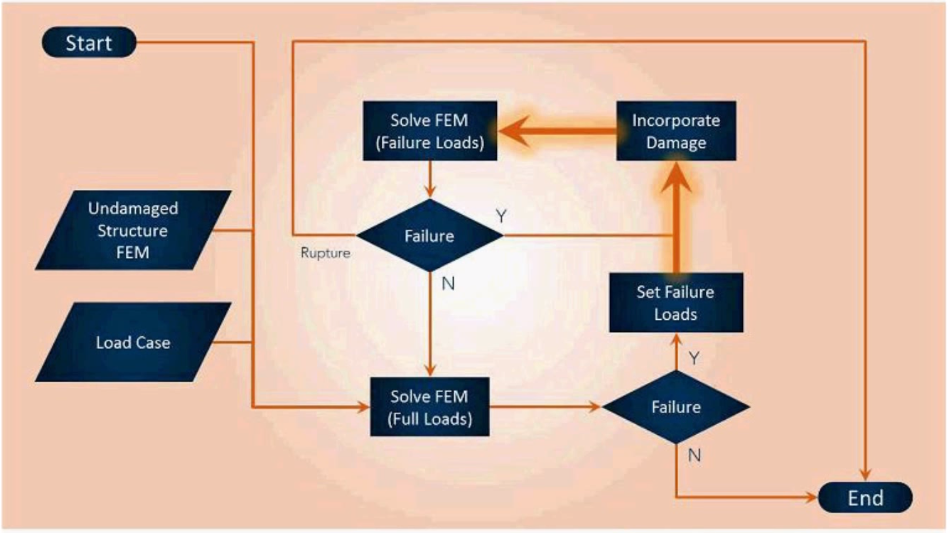 Start
Solve FEM
(Failure Loads)
Incorporate
Damage
Undamaged
Structure
FEM
Failure
Y
Rupture
N
Set Failure
Loads
Load Case
Y
Solve FEM
(Full Loads)
Failure
N
End